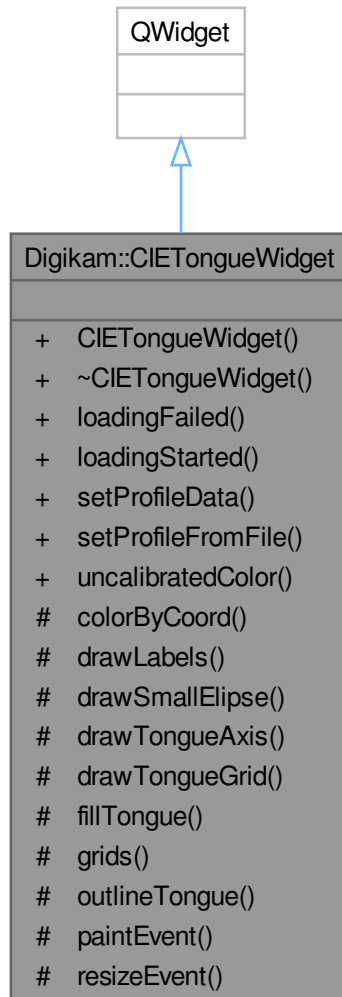 QWidget
Digikam::CIETongueWidget
+ CIETongueWidget()
+ ~CIETongueWidget()
+ loadingFailed()
+ loadingStarted()
+ setProfileData()
+ setProfileFromFile()
+ uncalibratedColor()
# colorByCoord()
# drawLabels()
# drawSmallElipse()
# drawTongueAxis()
# drawTongueGrid()
# fillTongue()
# grids()
# outlineTongue()
# paintEvent()
# resizeEvent()